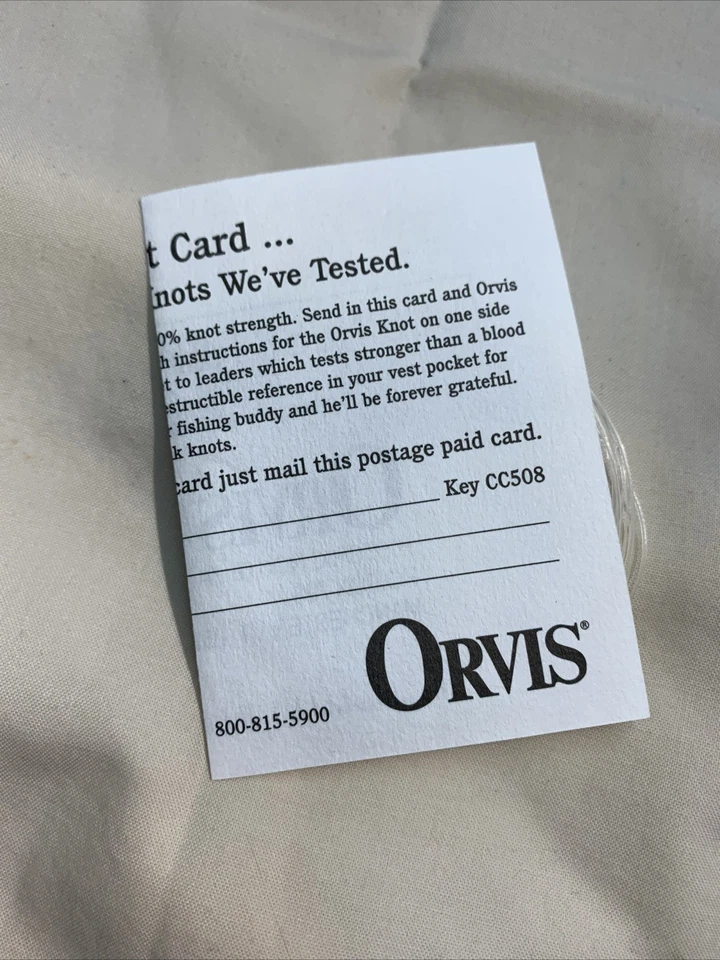 t Card ...
nots We've Tested.
0% knot strength. Send in this card and Orvis
h instructions for the Orvis Knot on one side
t to leaders which tests stronger than a blood
structible reference in your vest pocket for
r fishing buddy and he'll be forever grateful.
k knots.
card just mail this postage paid card.
Key CC508
ORVIS®
800-815-5900